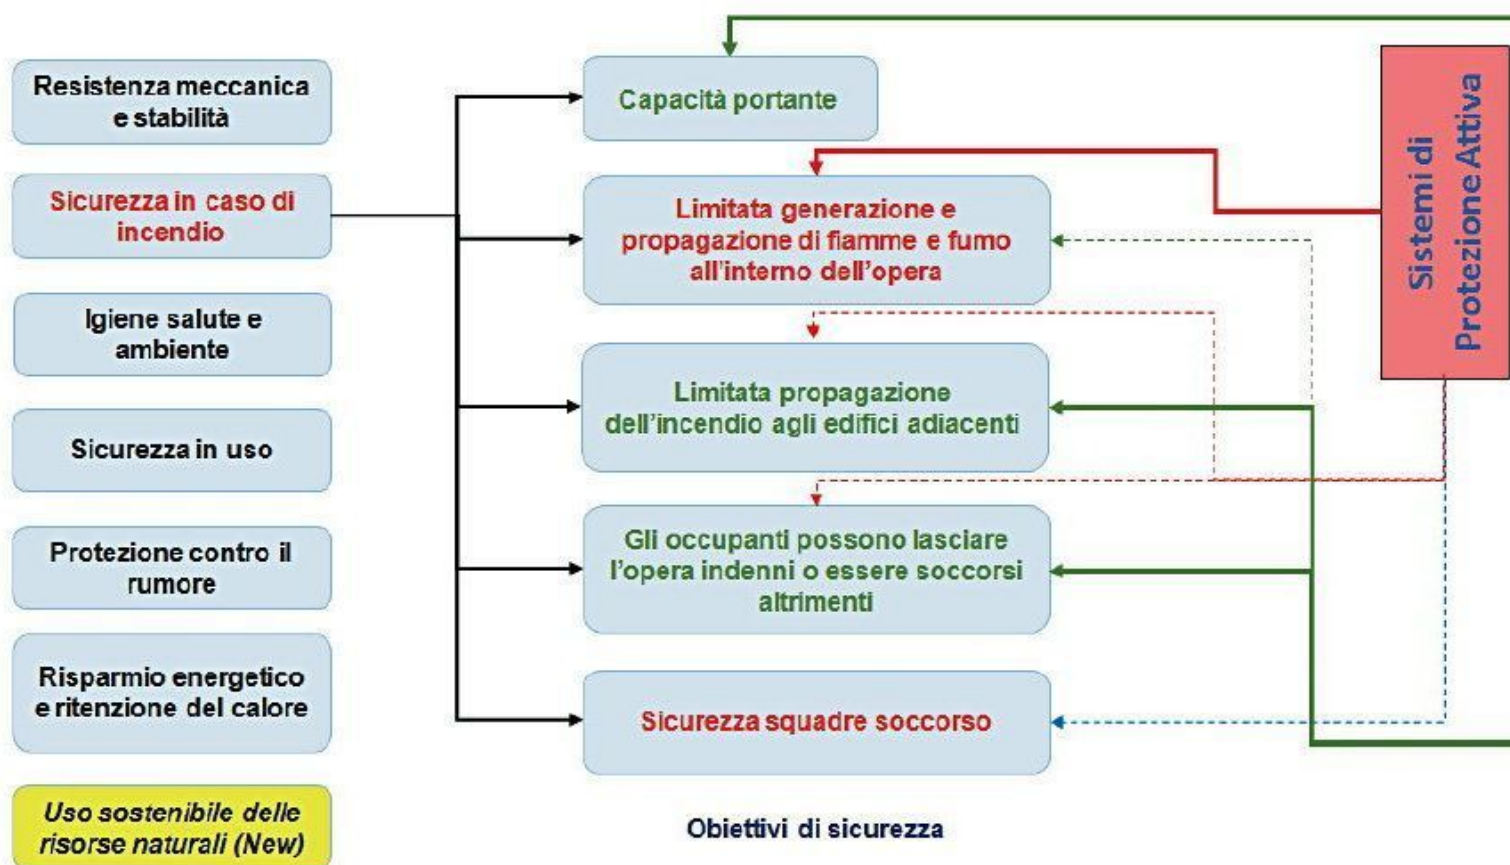 Resistenza meccanica
e stabilità
Sicurezza in caso di
incendio
Igiene salute e
ambiente
Sicurezza in uso
Protezione contro il
rumore
Risparmio energetico
e ritenzione del calore
Uso sostenibile delle
risorse naturali (New)
Capacità portante
Limitata generazione e
propagazione di fiamme e fumo
all'interno dell'opera
Limitata propagazione
dell'incendio agli edifici adiacenti
Gli occupanti possono lasciare
l'opera indenni o essere soccorsi
altrimenti
Sicurezza squadre soccorso
Obiettivi di sicurezza
Sistemi di
Protezione Attiva